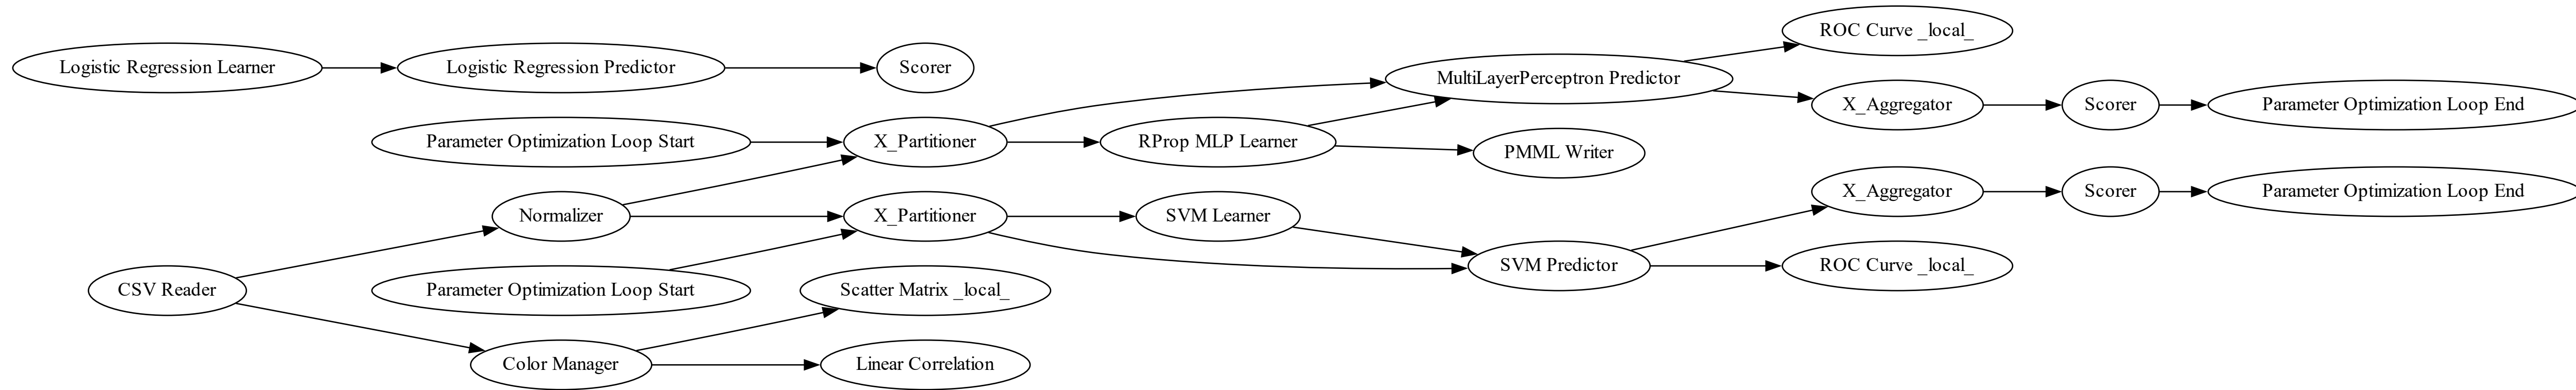 ROC Curve _local_
Logistic Regression Learner
Logistic Regression Predictor
Scorer
MultiLayerPerceptron Predictor
X_Aggregator
Scorer
Parameter Optimization Loop End
Parameter Optimization Loop Start
X_Partitioner
RProp MLP Learner
PMML Writer
X_Aggregator
Scorer
Parameter Optimization Loop End
Normalizer
X_Partitioner
SVM Learner
SVM Predictor
ROC Curve _local_
CSV Reader
Parameter Optimization Loop Start
Scatter Matrix _local_
Color Manager
Linear Correlation